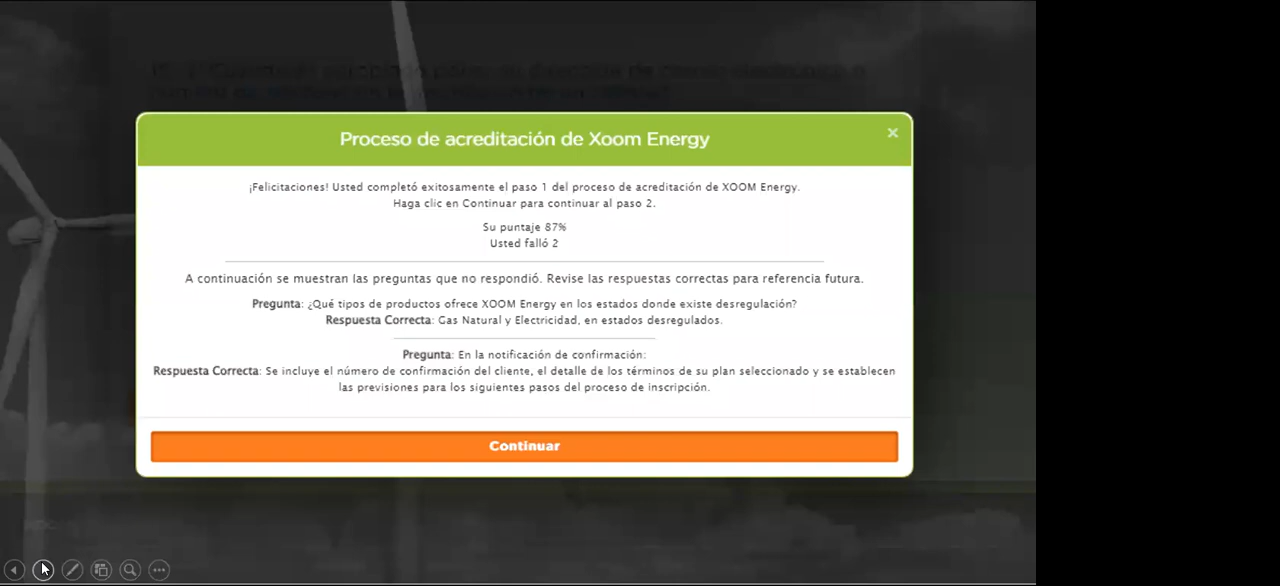 Proceso de acreditación de Xoom Energy
×
¡Felicitaciones! Usted completó exitosamente el paso 1 del proceso de acreditación de XOOM Energy.
Haga clic en Continuar para continuar al paso 2.
Su puntaje 87%
Usted falló 2
A continuación se muestran las preguntas que no respondió. Revise las respuestas correctas para referencia futura.
Pregunta: ¿Qué tipos de productos ofrece XOOM Energy en los estados donde existe desregulación?
Respuesta Correcta: Gas Natural y Electricidad, en estados desregulados.
Pregunta: En la notificación de confirmación:
Respuesta Correcta: Se incluye el número de confirmación del cliente, el detalle de los términos de su plan seleccionado y se establecen
las previsiones para los siguientes pasos del proceso de inscripción.
Continuar